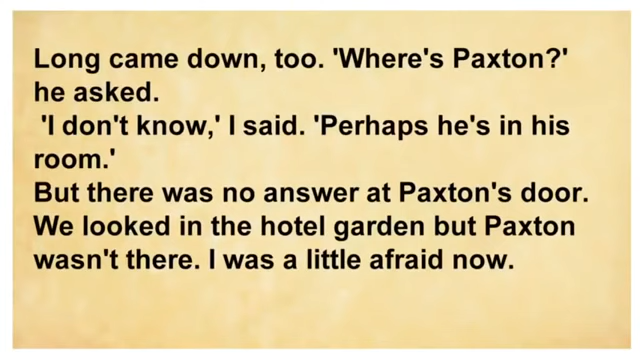 Long came down, too. 'Where's Paxton?'
he asked.
'I don't know,' I said. 'Perhaps he's in his
room.'
But there was no answer at Paxton's door.
We looked in the hotel garden but Paxton
wasn't there. I was a little afraid now.